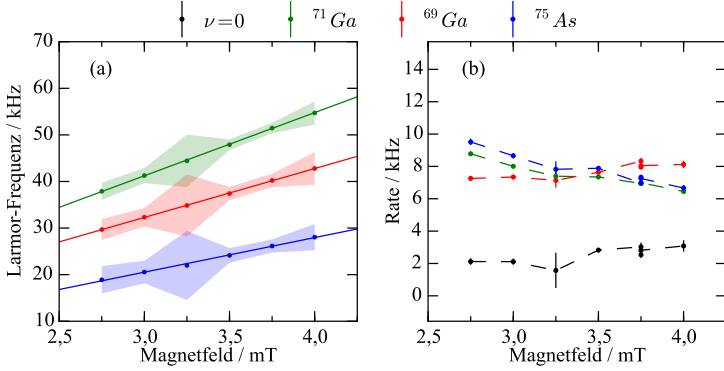 ν=0 ⁷¹Ga ⁶⁹Ga ⁷⁵As
(a)
70
60
50
40
30
20
10
Larmor-Frequenz / kHz
2,5 3,0 3,5 4,0
Magnetfeld / mT
(b)
14
12
10
8
6
4
2
0
Rate / kHz
2,5 3,0 3,5 4,0
Magnetfeld / mT